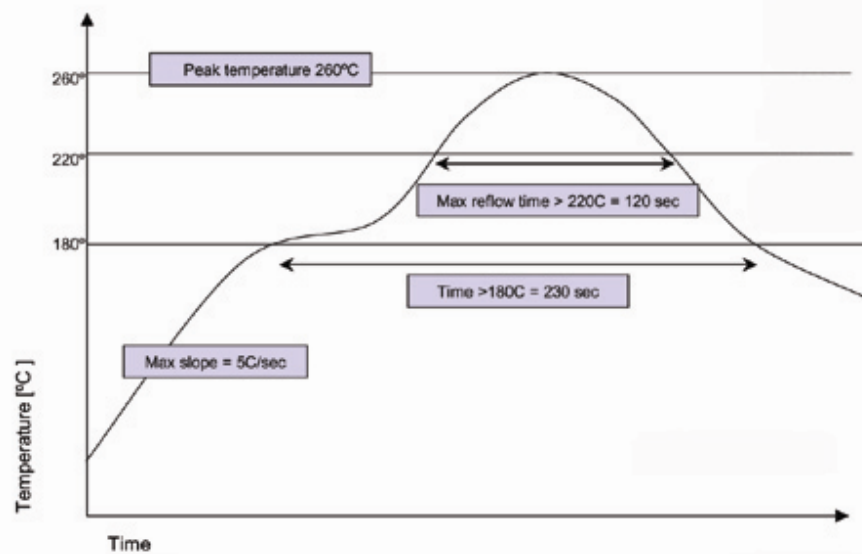 Peak temperature 260ºC
260º
220º
Max reflow time > 220C = 120 sec
180º
Time >180C = 230 sec
Max slope = 5C/sec
Temperature [ºC ]
Time